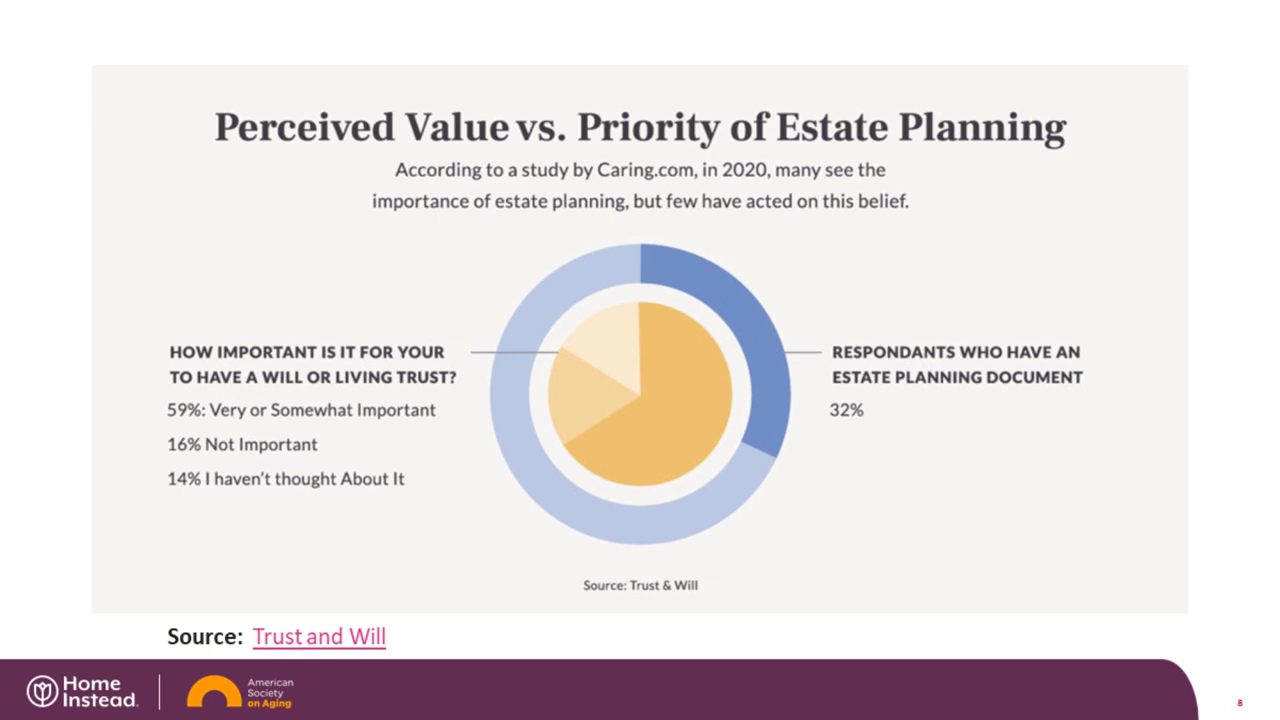 Perceived Value vs. Priority of Estate Planning
According to a study by Caring.com, in 2020, many see the
importance of estate planning, but few have acted on this belief.
HOW IMPORTANT IS IT FOR YOUR
TO HAVE A WILL OR LIVING TRUST?
59%: Very or Somewhat Important
16% Not Important
14% I haven't thought About It
RESPONDANTS WHO HAVE AN
ESTATE PLANNING DOCUMENT
32%
Source: Trust & Will
Source: Trust and Will
Home
Instead.
American
Society
on Aging
8